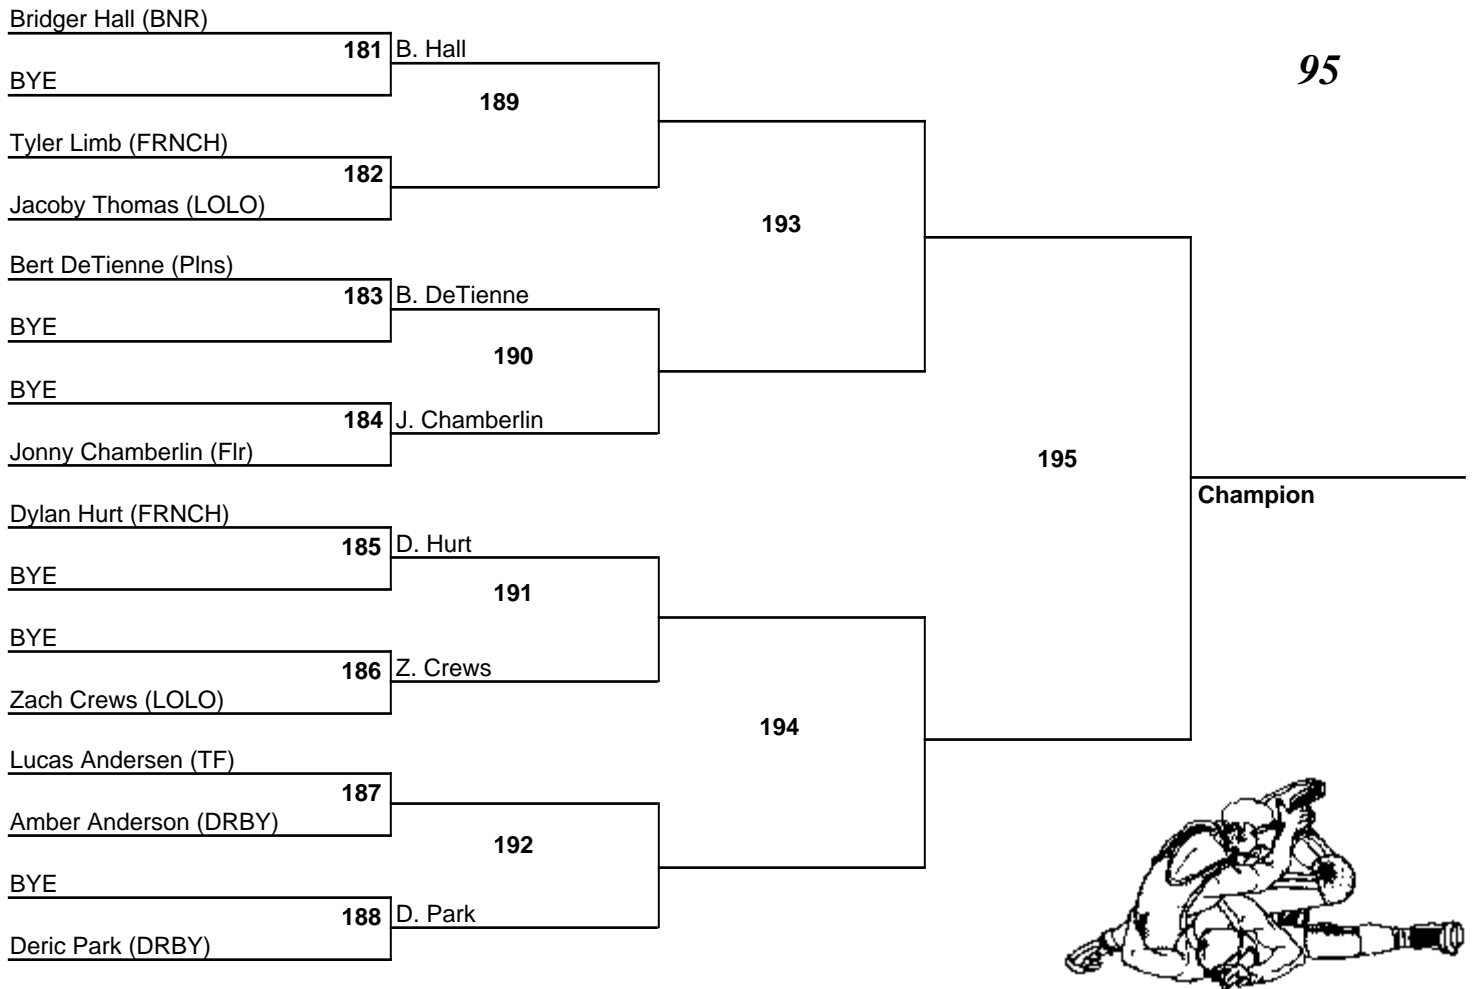 Bridger Hall (BNR)
181 B. Hall
BYE
95
189
Tyler Limb (FRNCH)
182
Jacoby Thomas (LOLO)
193
Bert DeTienne (Plns)
183 B. DeTienne
BYE
190
BYE
184 J. Chamberlin
Jonny Chamberlin (Flr)
195
Champion
Dylan Hurt (FRNCH)
185 D. Hurt
BYE
191
BYE
186 Z. Crews
Zach Crews (LOLO)
194
Lucas Andersen (TF)
187
Amber Anderson (DRBY)
192
BYE
188 D. Park
Deric Park (DRBY)